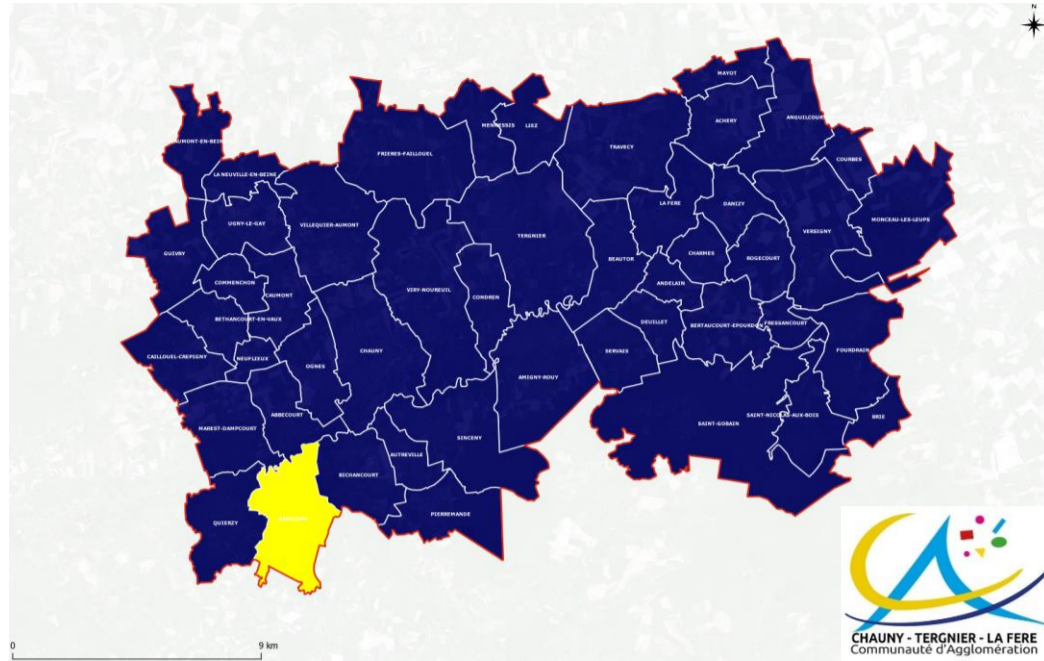 N
MAYOT
ACHERY
ANGUILCOURT
MENNESSIS
LIEZ
AUMONT-EN-BEIN
FRIERES-FAILLOUEL
TRAVECY
COURBES
LA NEUVILLE-EN-BEINE
LA FERE
DANIZY
MONCEAU-LES-LEUPS
UGNY-LE-GAY
VILLEQUIER-AUMONT
TERGNIER
VERSIGNY
GUIVRY
CHARMES
ROGECOURT
BEAUTOR
COMMENCHON
ANDELAIN
VIRY-NOUREUIL
CONDREN
CAUMONT
BETHANCOURT-EN-VAUX
DEUILLET
BERTAUCOURT-EPOURDON
FRESSANCOURT
CAILLOUEL-CREPIGNY
NEUFLIEUX
OGNES
CHAUNY
SERVAIS
FOURDRAIN
AMIGNY-ROUY
ABBECOURT
SAINT-NICOLAS-AUX-BOIS
BRIE
MAREST-DAMPCOURT
SAINT-GOBAIN
SINCENY
AUTREVILLE
BICHANCOURT
PIERREMANDE
QUIERZY
0
9 km
CHAUNY - TERGNIER - LA FERE
Communauté d'Agglomération